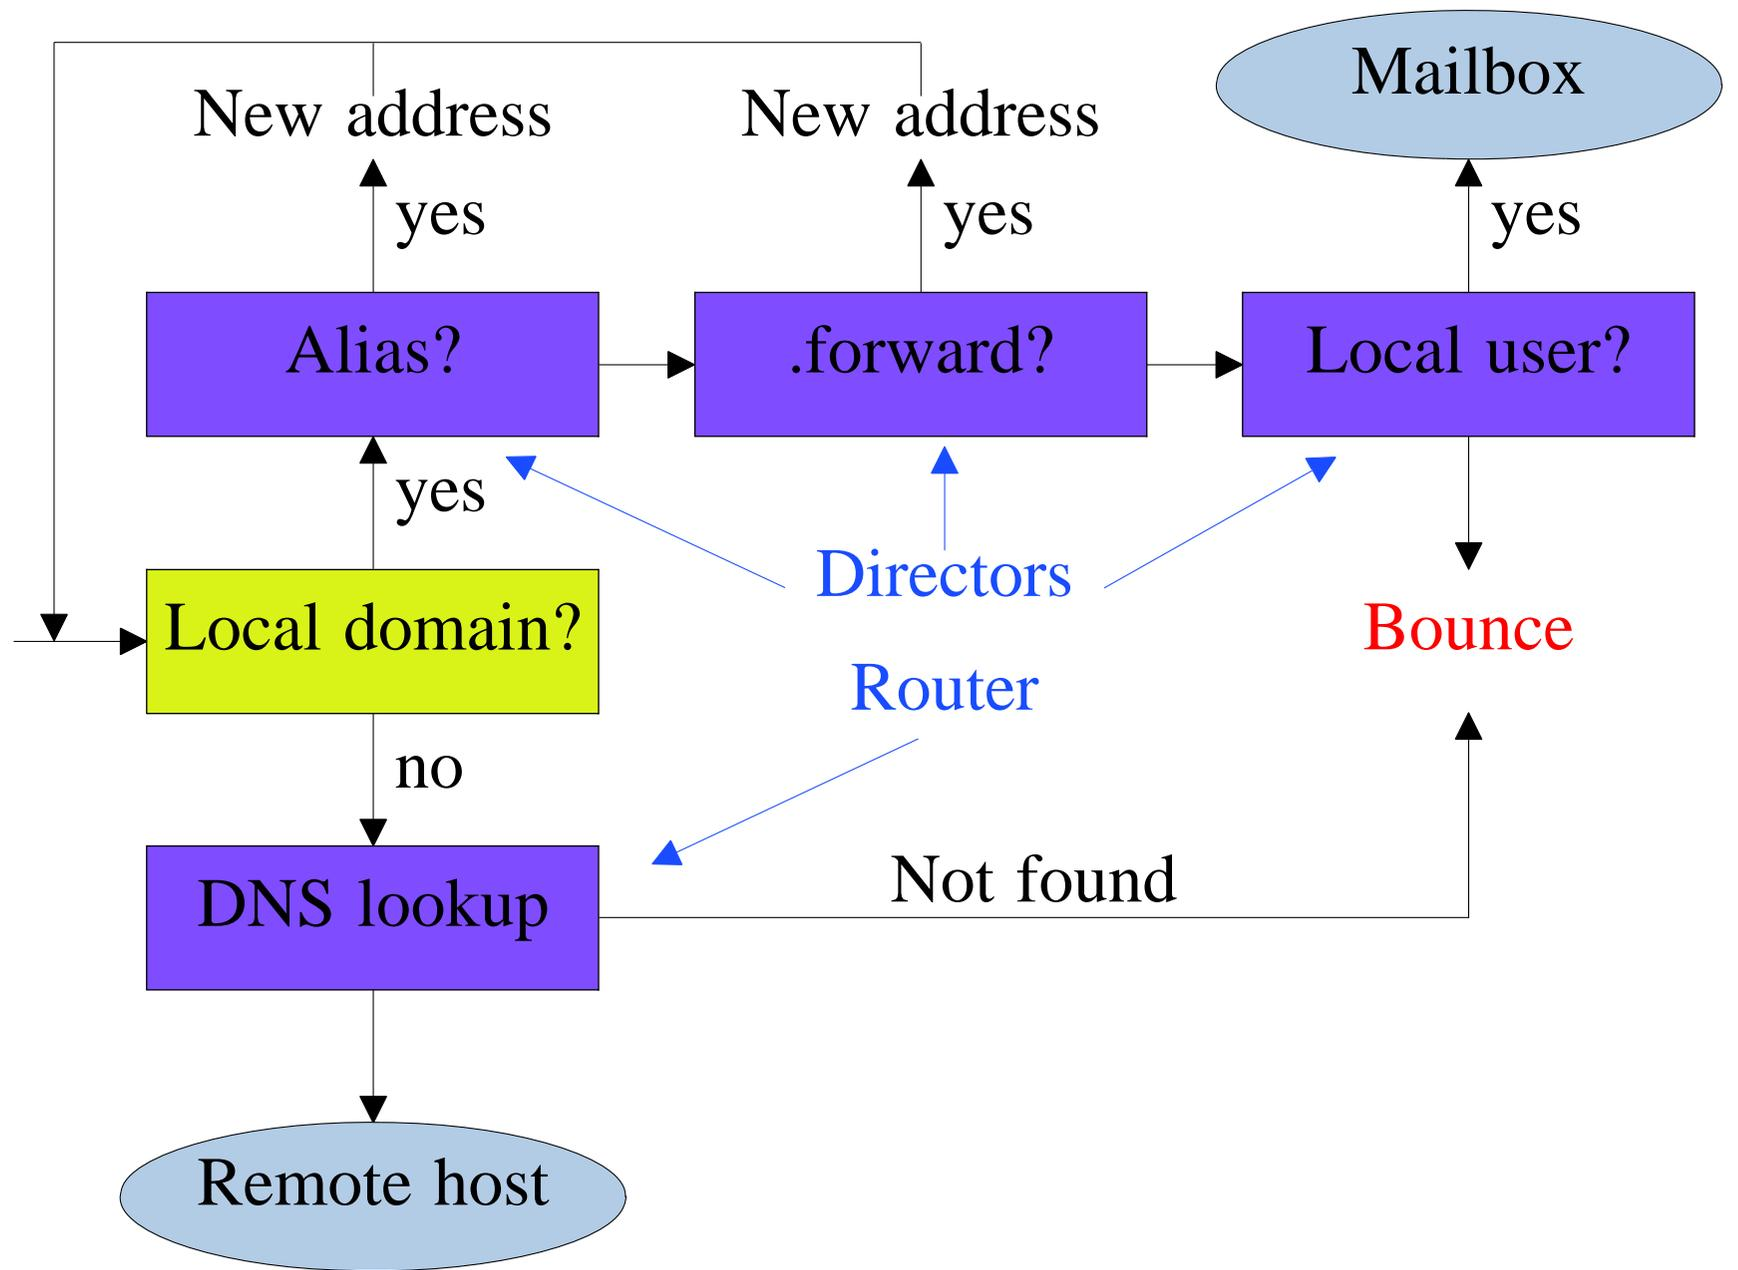 New address
New address
Mailbox
yes
yes
yes
Alias?
.forward?
Local user?
yes
Directors
Local domain?
Bounce
Router
no
Not found
DNS lookup
Remote host